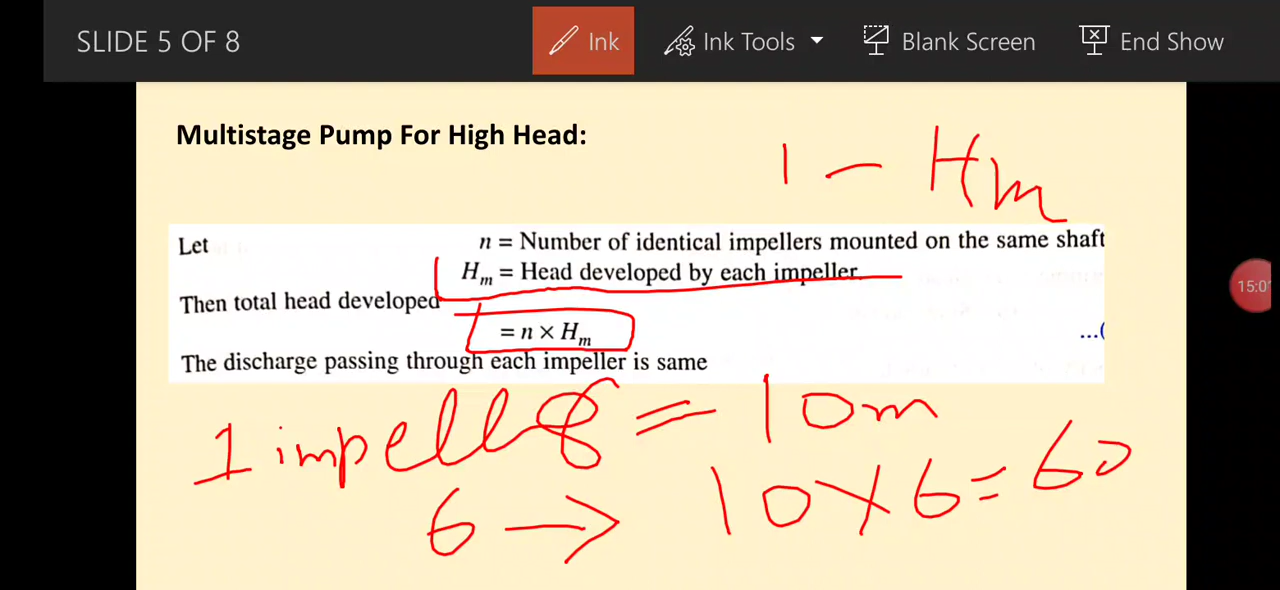 SLIDE 5 OF 8
Ink
Ink Tools
Blank Screen
End Show
Multistage Pump For High Head:
1 - Hm
Let n = Number of identical impellers mounted on the same shaft
Hm = Head developed by each impeller
15:0
Then total head developed
= n × Hm ...(
The discharge passing through each impeller is same
1 impeller = 10m
6 → 10 × 6 = 60